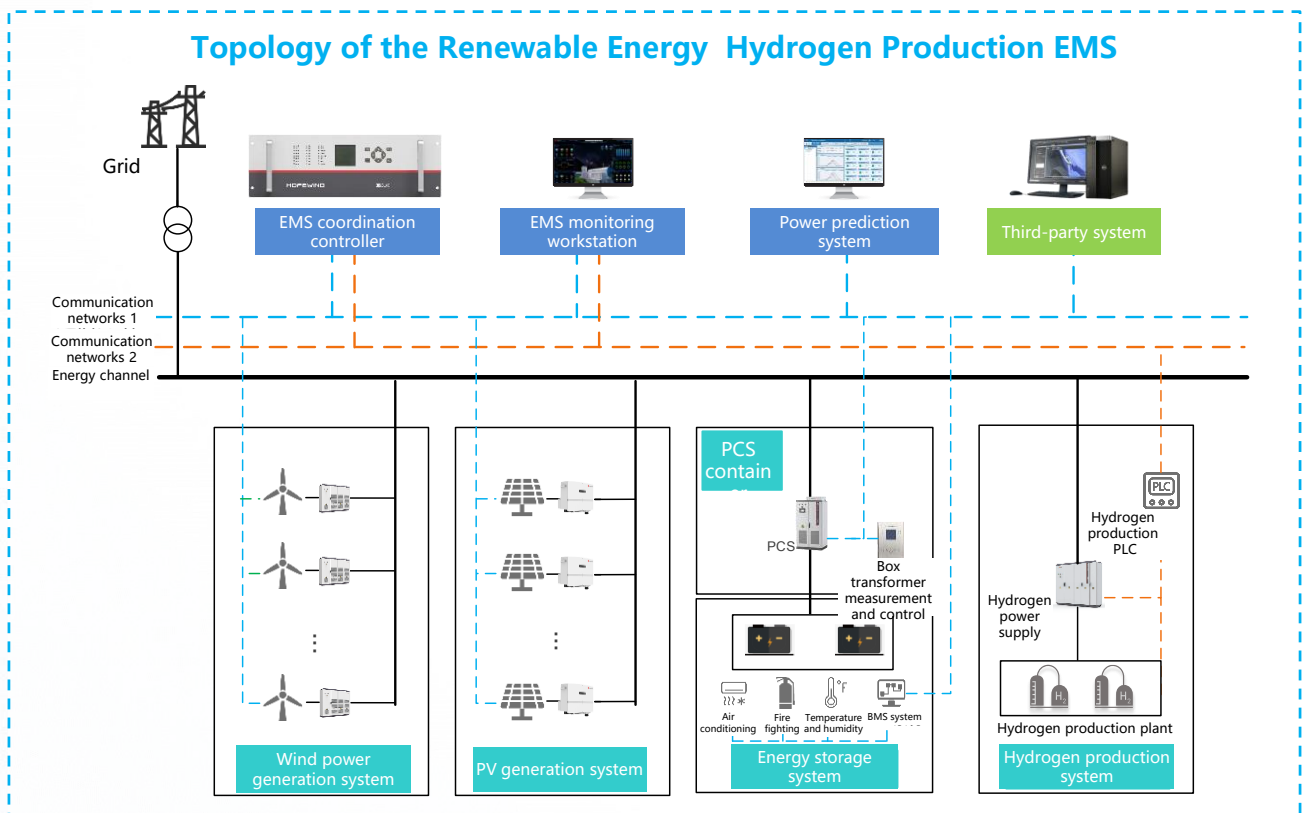 Topology of the Renewable Energy  Hydrogen Production EMS
Grid
HOPEWIND
EMS coordination
controller
EMS monitoring
workstation
Power prediction
system
Third-party system
Communication
networks 1
Communication
networks 2
Energy channel
PCS
contain
PCS
Box
transformer
measurement
and control
PLC
Hydrogen
production
PLC
Hydrogen
power
supply
°F
Air
conditioning
Fire
fighting
Temperature
and humidity
BMS system
H₂
H₂
Hydrogen production plant
Wind power
generation system
PV generation system
Energy storage
system
Hydrogen production
system